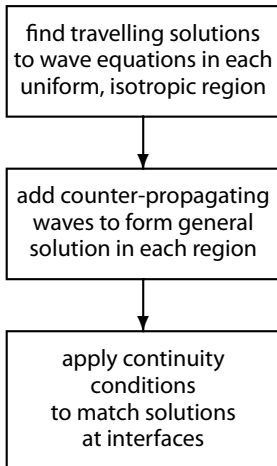 find travelling solutions
to wave equations in each
uniform, isotropic region
add counter-propagating
waves to form general
solution in each region
apply continuity
conditions
to match solutions
at interfaces